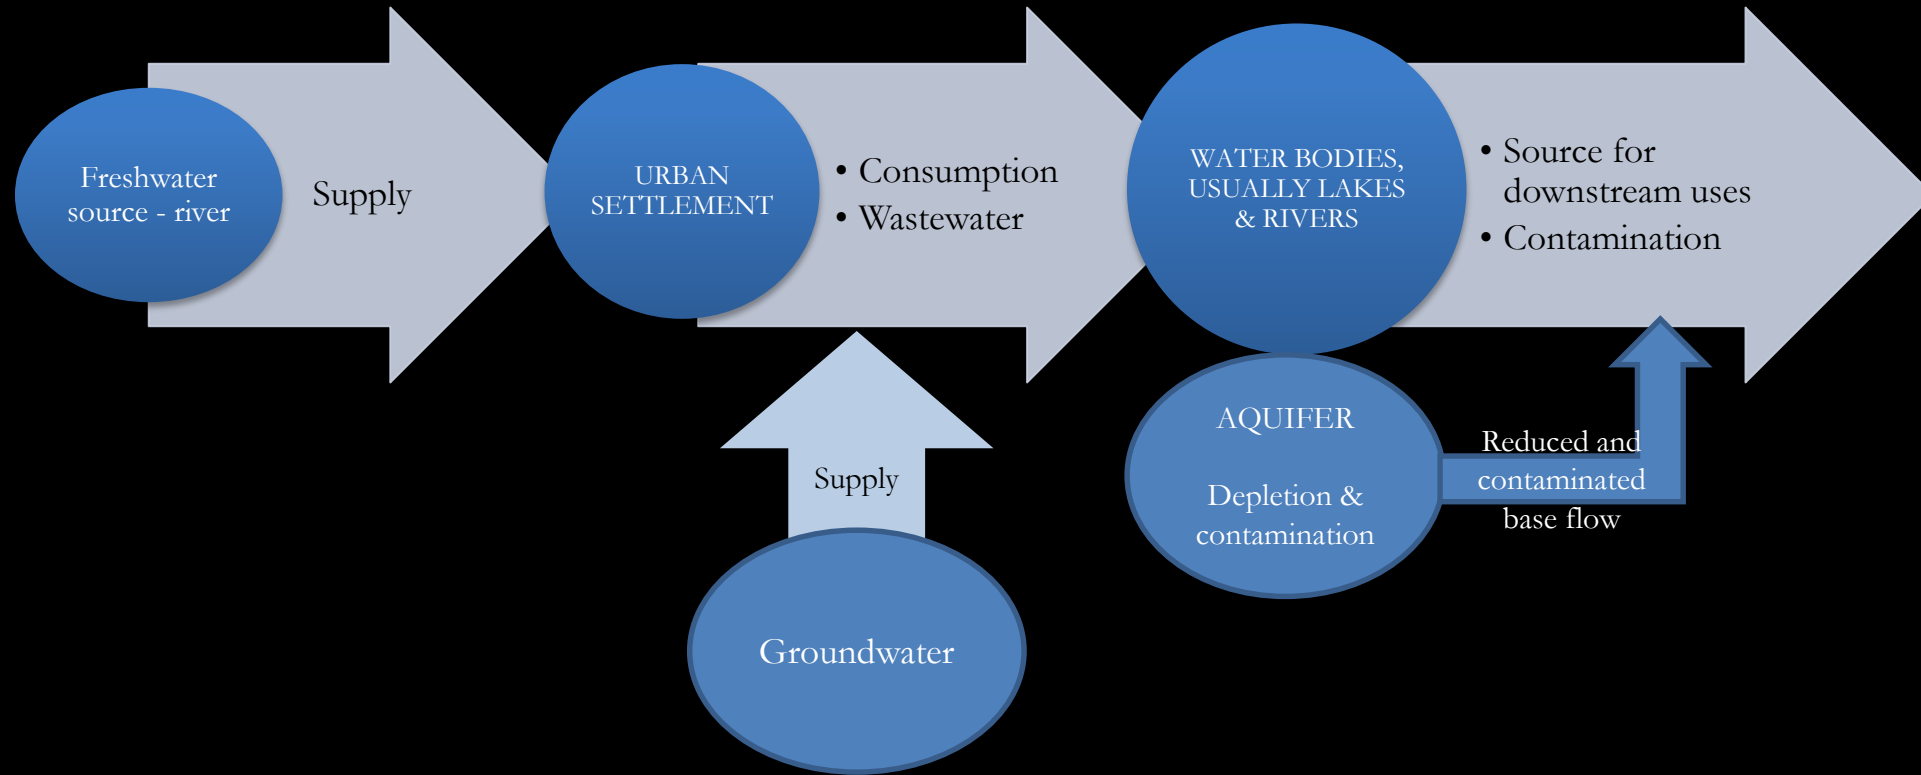 Freshwater
source - river
Supply
URBAN
SETTLEMENT
• Consumption
• Wastewater
WATER BODIES,
USUALLY LAKES
& RIVERS
• Source for
downstream uses
• Contamination
Supply
Groundwater
AQUIFER
Depletion &
contamination
Reduced and
contaminated
base flow